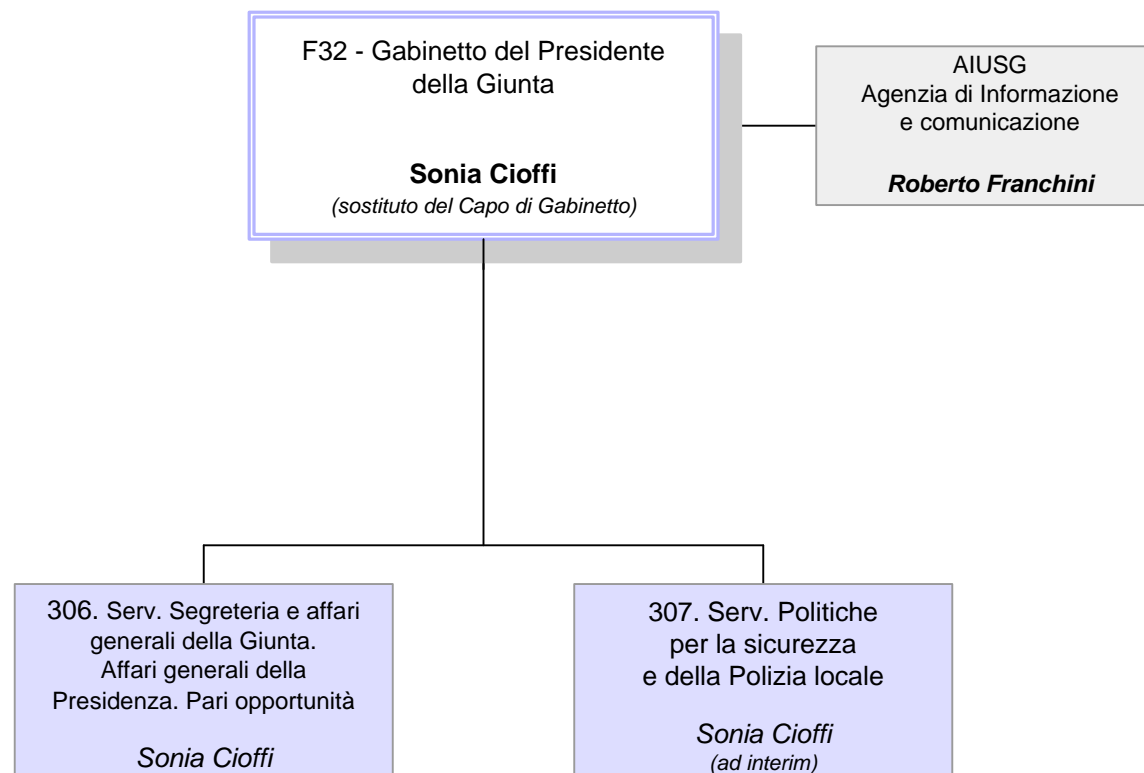 F32 - Gabinetto del Presidente
della Giunta
Sonia Cioffi
(sostituto del Capo di Gabinetto)
AIUSG
Agenzia di Informazione
e comunicazione
Roberto Franchini
306. Serv. Segreteria e affari
generali della Giunta.
Affari generali della
Presidenza. Pari opportunità
Sonia Cioffi
307. Serv. Politiche
per la sicurezza
e della Polizia locale
Sonia Cioffi
(ad interim)